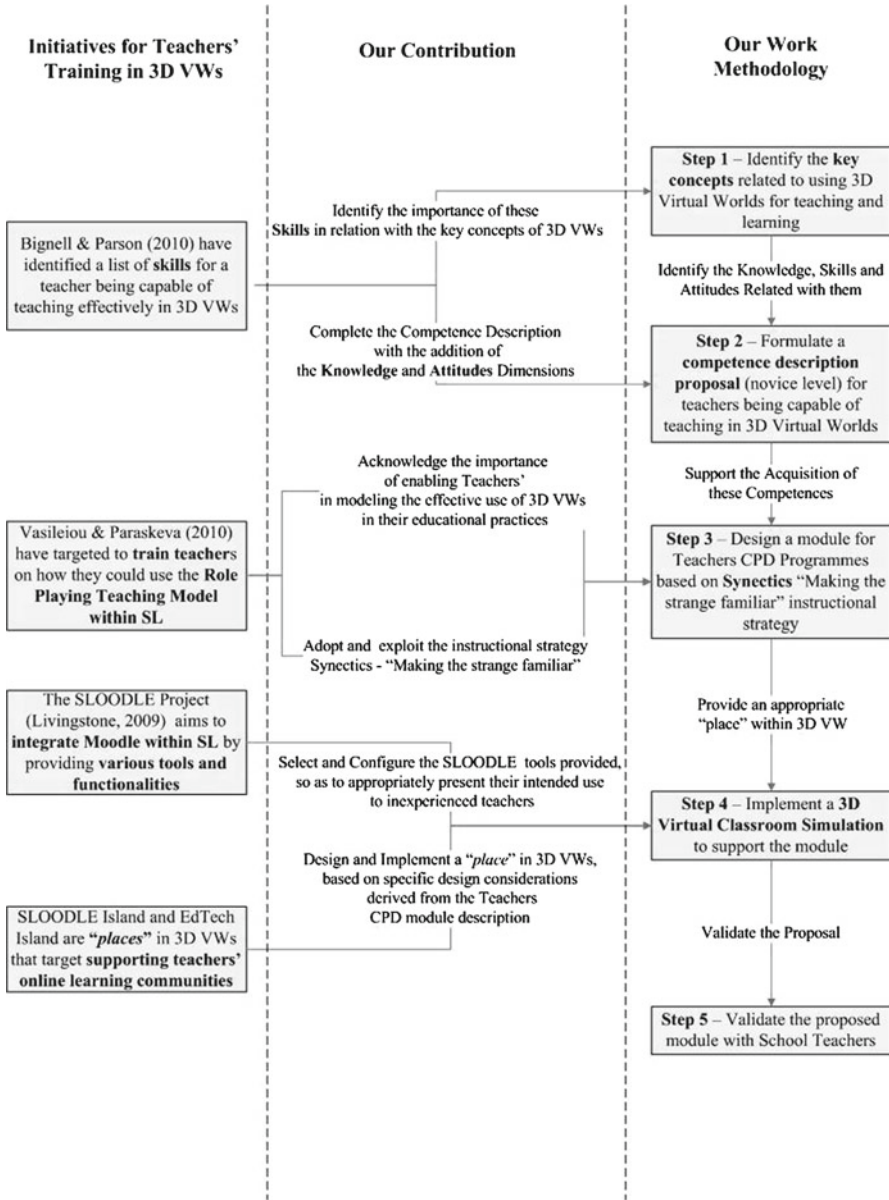 Initiatives for Teachers'
Training in 3D VWs
Our Contribution
Our Work
Methodology
Bignell & Parson (2010) have
identified a list of skills for a
teacher being capable of
teaching effectively in 3D VWs
Vasileiou & Paraskeva (2010)
have targeted to train teachers
on how they could use the Role
Playing Teaching Model
within SL
The SLOODLE Project
(Livingstone, 2009) aims to
integrate Moodle within SL by
providing various tools and
functionalities
SLOODLE Island and EdTech
Island are "places" in 3D VWs
that target supporting teachers'
online learning communities
Identify the importance of these
Skills in relation with the key concepts of 3D VWs
Complete the Competence Description
with the addition of
the Knowledge and Attitudes Dimensions
Acknowledge the importance
of enabling Teachers'
in modeling the effective use of 3D VWs
in their educational practices
Adopt and exploit the instructional strategy
Synectics - "Making the strange familiar"
Select and Configure the SLOODLE tools provided,
so as to appropriately present their intended use
to inexperienced teachers
Design and Implement a "place" in 3D VWs,
based on specific design considerations
derived from the Teachers
CPD module description
Step 1 – Identify the key
concepts related to using 3D
Virtual Worlds for teaching and
learning
Identify the Knowledge, Skills and
Attitudes Related with them
Step 2 – Formulate a
competence description
proposal (novice level) for
teachers being capable of
teaching in 3D Virtual Worlds
Support the Acquisition of
these Competences
Step 3 – Design a module for
Teachers CPD Programmes
based on Synectics "Making the
strange familiar" instructional
strategy
Provide an appropriate
"place" within 3D VW
Step 4 – Implement a 3D
Virtual Classroom Simulation
to support the module
Validate the Proposal
Step 5 – Validate the proposed
module with School Teachers